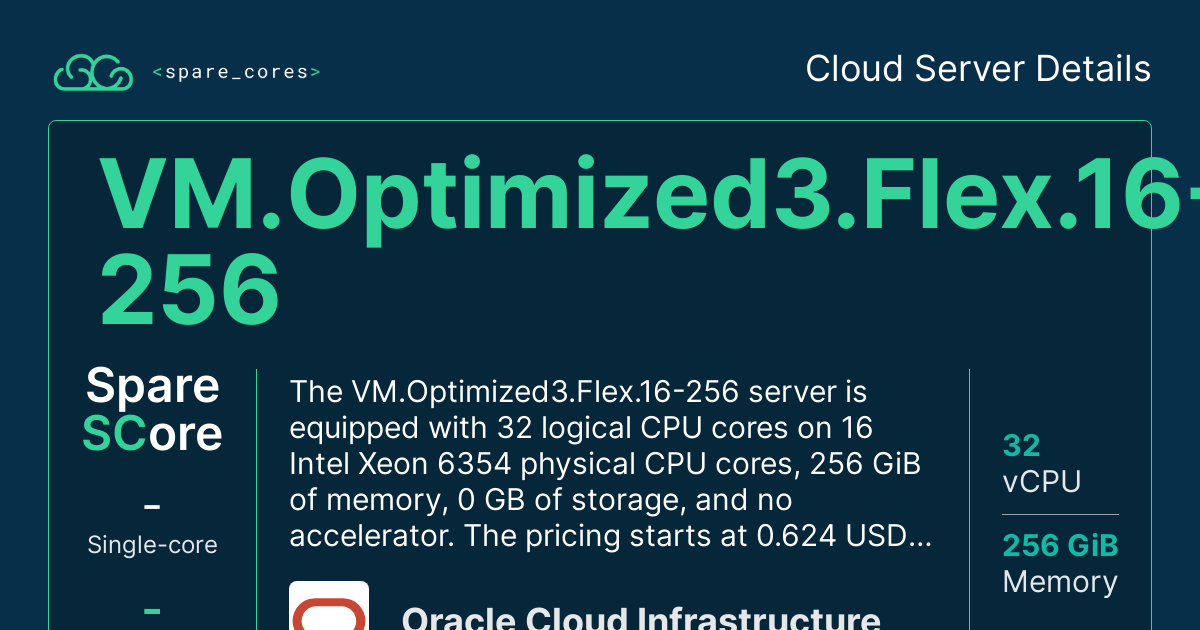 <spare_cores>
Cloud Server Details
VM.Optimized3.Flex.16-
256
Spare
SCore
-
Single-core
-
The VM.Optimized3.Flex.16-256 server is
equipped with 32 logical CPU cores on 16
Intel Xeon 6354 physical CPU cores, 256 GiB
of memory, 0 GB of storage, and no
accelerator. The pricing starts at 0.624 USD...
Oracle Cloud Infrastructure
32
vCPU
256 GiB
Memory